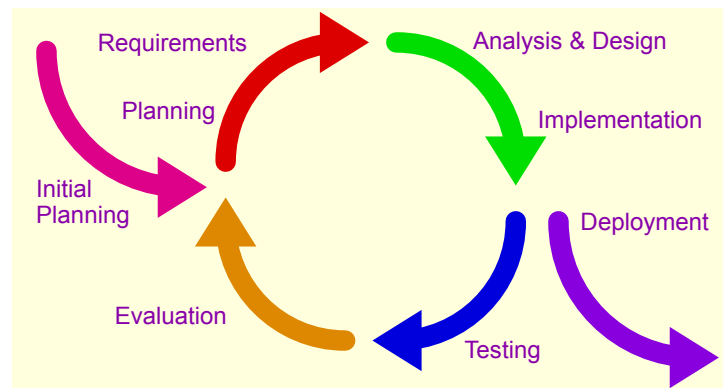 Requirements
Analysis & Design
Planning
Implementation
Initial
Planning
Deployment
Evaluation
Testing